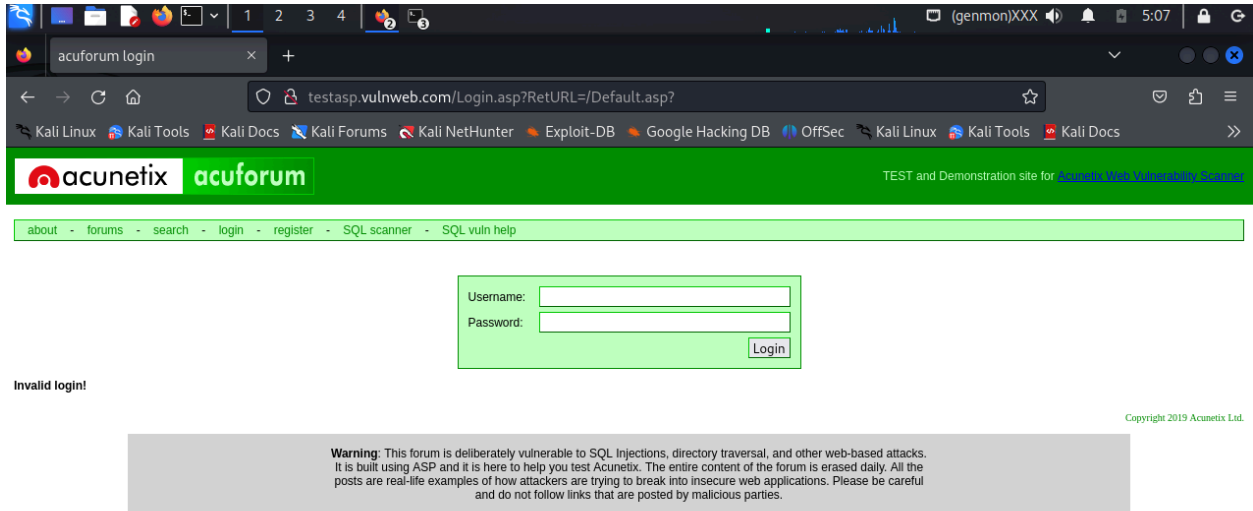 1 2 3 4 2 3 (genmon)XXX 5:07
acuforum login
testasp.vulnweb.com/Login.asp?RetURL=/Default.asp?
Kali Linux Kali Tools Kali Docs Kali Forums Kali NetHunter Exploit-DB Google Hacking DB OffSec Kali Linux Kali Tools Kali Docs
acunetix acuforum TEST and Demonstration site for Acunetix Web Vulnerability Scanner
about - forums - search - login - register - SQL scanner - SQL vuln help
Username:
Password:
Login
Invalid login!
Copyright 2019 Acunetix Ltd.
Warning: This forum is deliberately vulnerable to SQL Injections, directory traversal, and other web-based attacks.
It is built using ASP and it is here to help you test Acunetix. The entire content of the forum is erased daily. All the
posts are real-life examples of how attackers are trying to break into insecure web applications. Please be careful
and do not follow links that are posted by malicious parties.